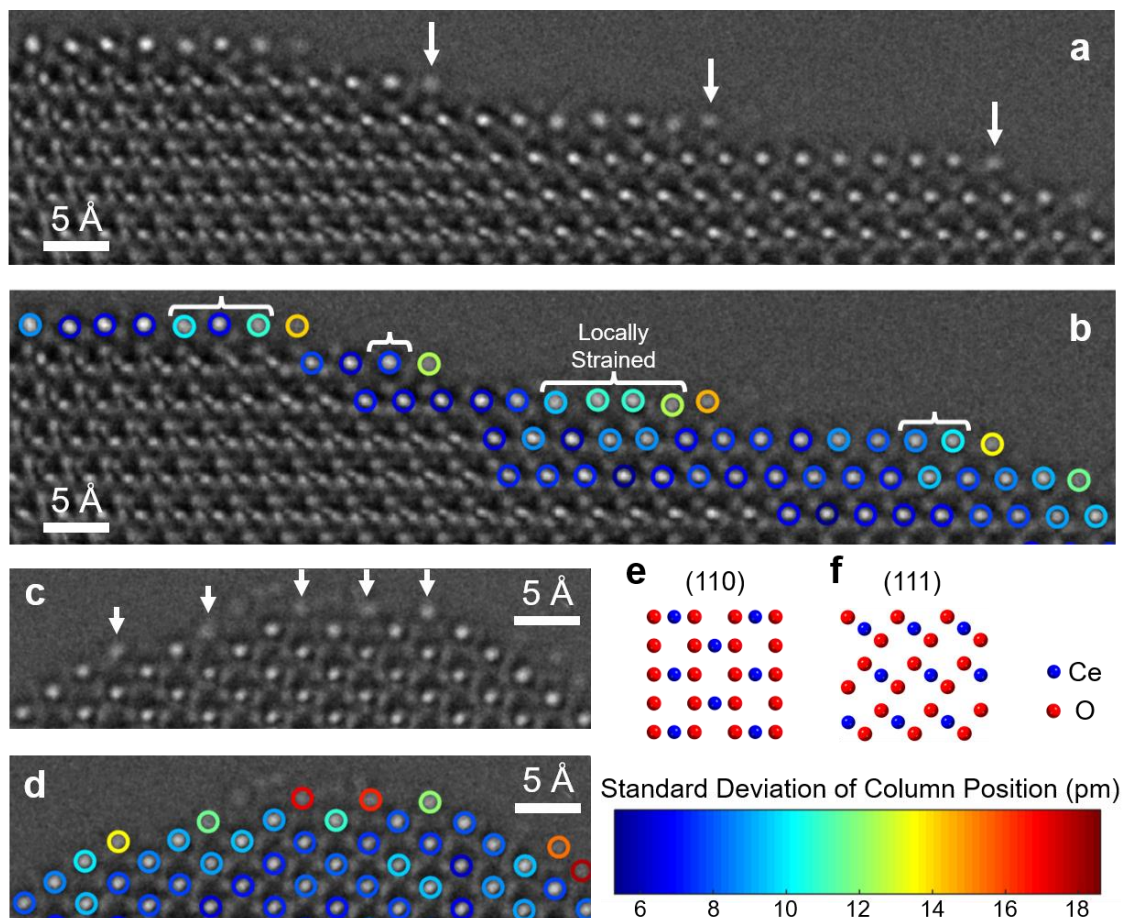 a
5 Å
b
Locally
Strained
5 Å
c
5 Å
e
(110)
f
(111)
Ce
O
d
5 Å
Standard Deviation of Column Position (pm)
6 8 10 12 14 16 18